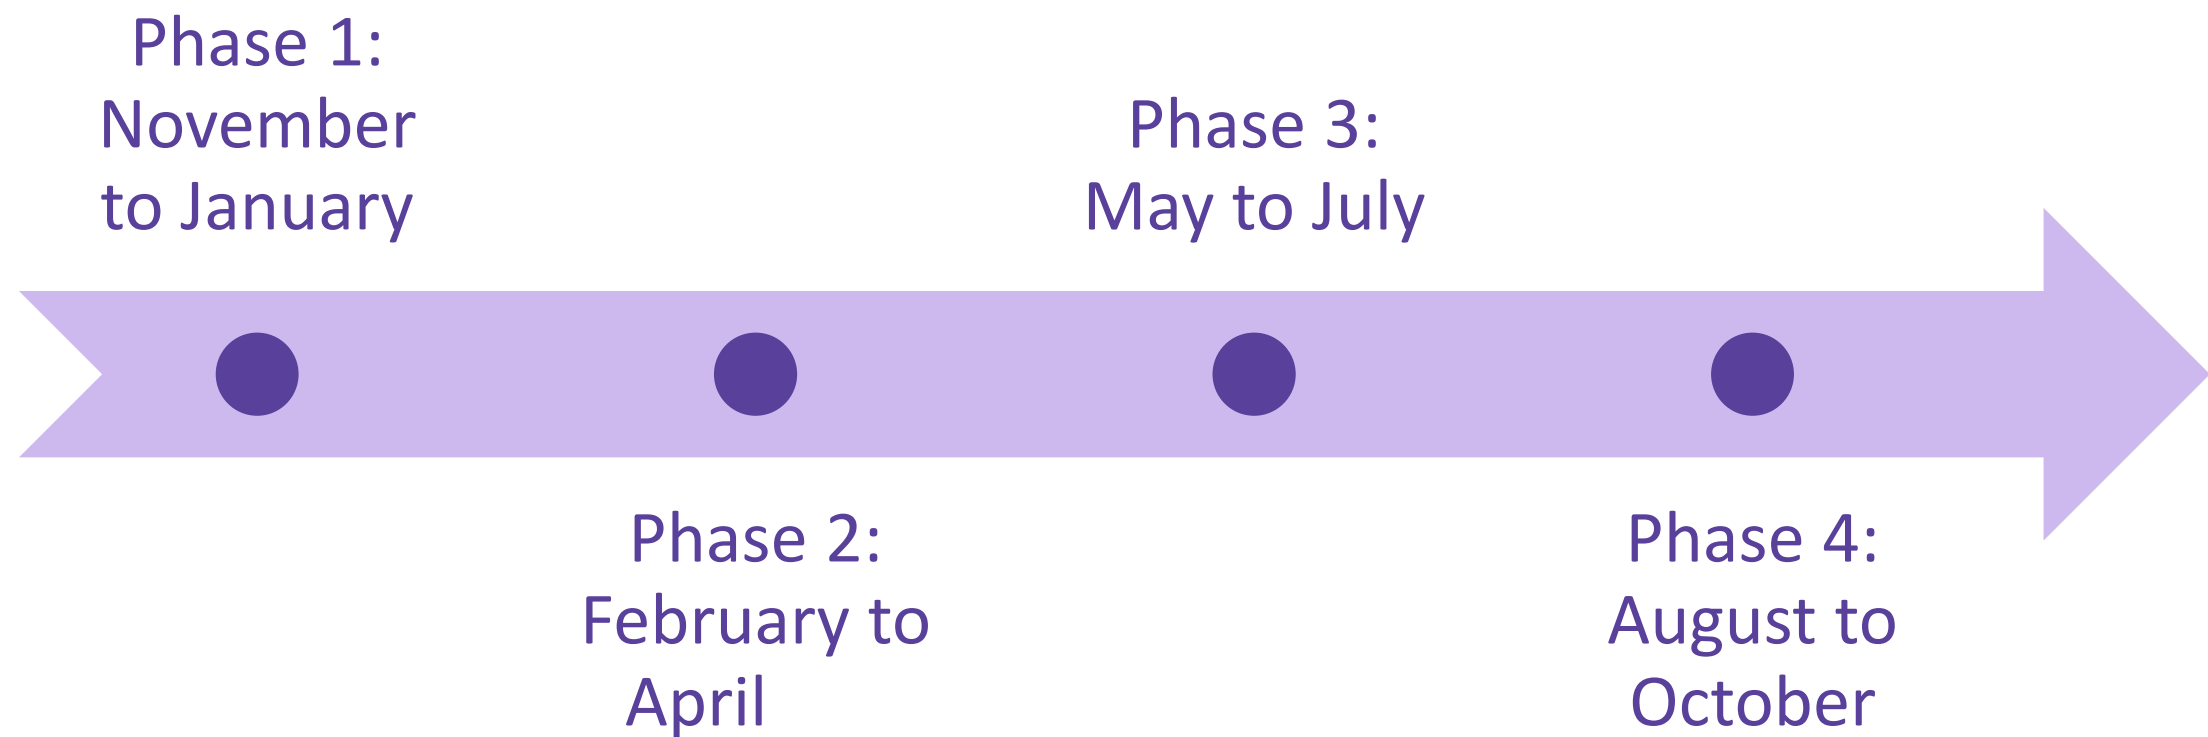 Phase 1:
November
to January
Phase 2:
February to
April
Phase 3:
May to July
Phase 4:
August to
October